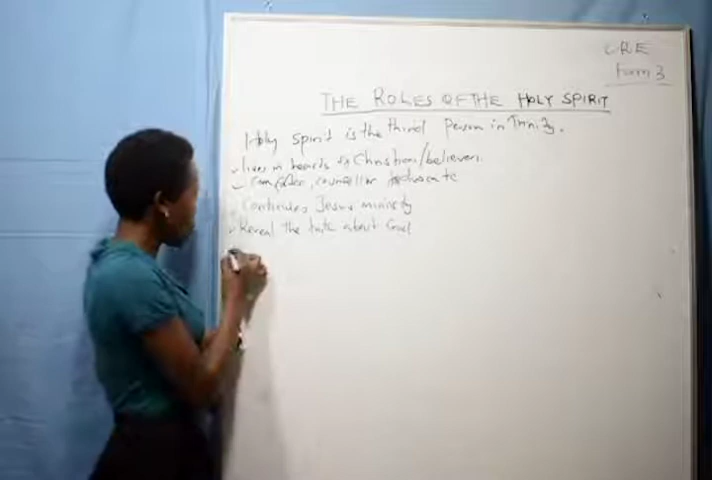 CRE
Form 3
THE ROLES OF THE HOLY SPIRIT
Holy spirit is the third Person in Trinity.
✓ lives in hearts of Christians/believers.
✓ Comforter, counsellor Advocate
Continues Jesus ministry
✓ Reveal the truth about God